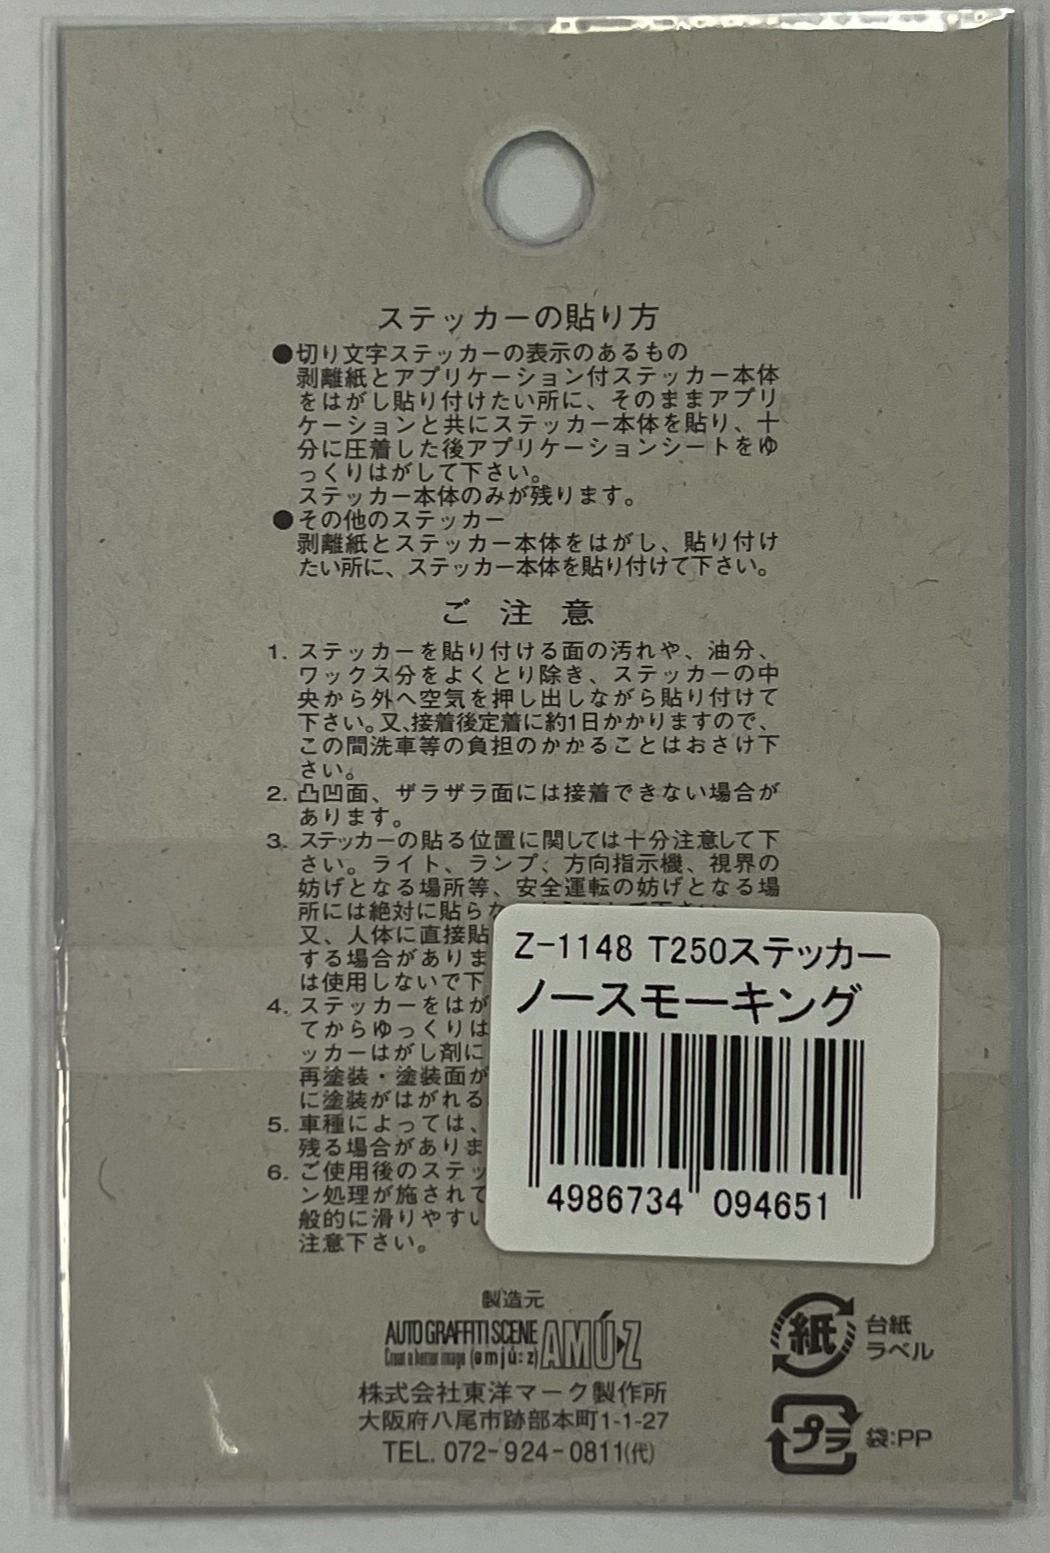 ステッカーの貼り方
●切り文字ステッカーの表示のあるもの
剥離紙とアプリケーション付ステッカー本体
をはがし貼り付けたい所に、そのままアプリ
ケーションと共にステッカー本体を貼り、十
分に圧着した後アプリケーションシートをゆ
っくりはがして下さい。
ステッカー本体のみが残ります。
●その他のステッカー
剥離紙とステッカー本体をはがし、貼り付け
たい所に、ステッカー本体を貼り付けて下さい。
ご注意
1. ステッカーを貼り付ける面の汚れや、油分、
ワックス分をよくとり除き、ステッカーの中
央から外へ空気を押し出しながら貼り付けて
下さい。又、接着後定着に約1日かかりますので、
この間洗車等の負担のかかることはおさけ下
さい。
2. 凸凹面、ザラザラ面には接着できない場合が
あります。
3. ステッカーの貼る位置に関しては十分注意して下
さい。ライト、ランプ、方向指示機、視界の
妨げとなる場所等、安全運転の妨げとなる場
所には絶対に貼らな
又、人体に直接貼
する場合がありま
は使用しないで下
4. ステッカーをはが
てからゆっくりは
ッカーはがし剤に
再塗装・塗装面が
に塗装がはがれる
5. 車種によっては、
残る場合がありま
6. ご使用後のステッ
ン処理が施されて
般的に滑りやすい
注意下さい。
Z-1148 T250ステッカー
ノースモーキング
4986734 094651
製造元
AUTO GRAFFITI SCENE AMÚ-Z
Creat a better image (əmjú:z)
株式会社東洋マーク製作所
大阪府八尾市跡部本町1-1-27
TEL. 072-924-0811(代)
紙 台紙
ラベル
プラ 袋:PP